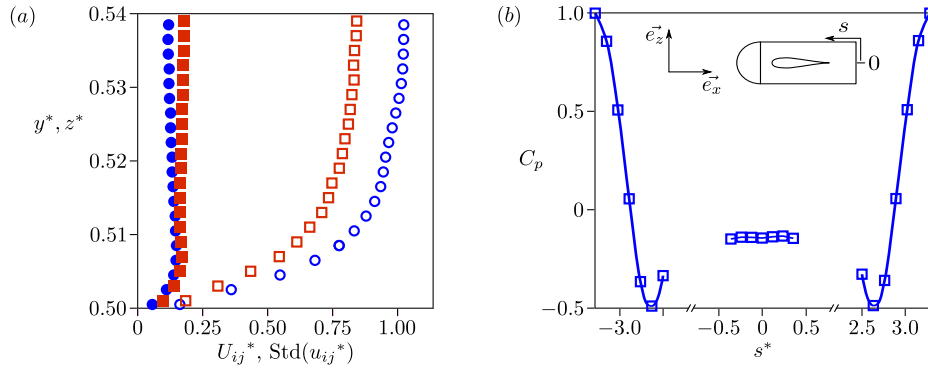 (a)
0.54
0.53
0.52
0.51
0.50
y*, z*
0 0.25 0.50 0.75 1.00
U_ij*, Std(u_ij*)
(b)
1.0
0.5
0
−0.5
C_p
e_z
e_x
s
0
−3.0 −0.5 0 0.5 2.5 3.0
s*